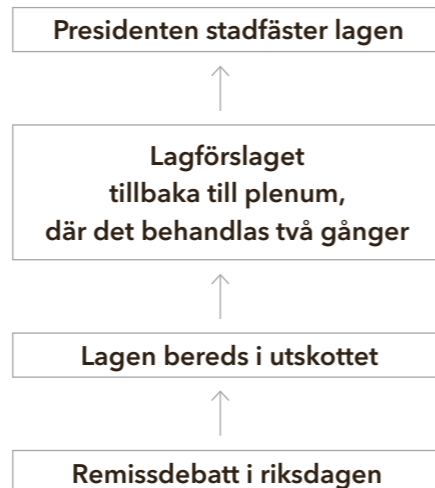 Presidenten stadfäster lagen
Lagförslaget
tillbaka till plenum,
där det behandlas två gånger
Lagen bereds i utskottet
Remissdebatt i riksdagen